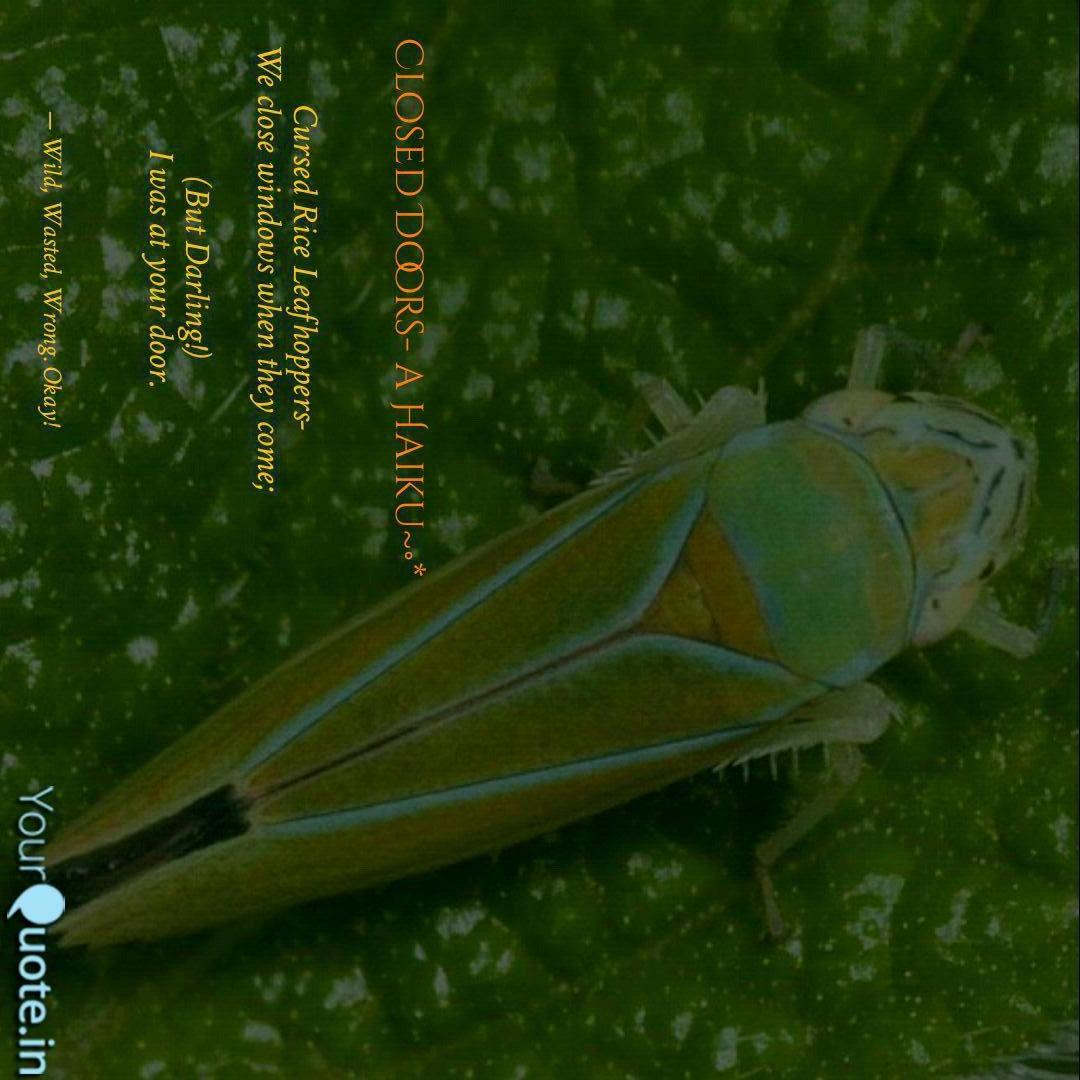 CLOSED DOORS- A HAIKU~°*
Cursed Rice Leafhoppers-
We close windows when they come;
(But Darling!)
I was at your door.
— Wild, Wasted, Wrong. Okay!
YourQuote.in